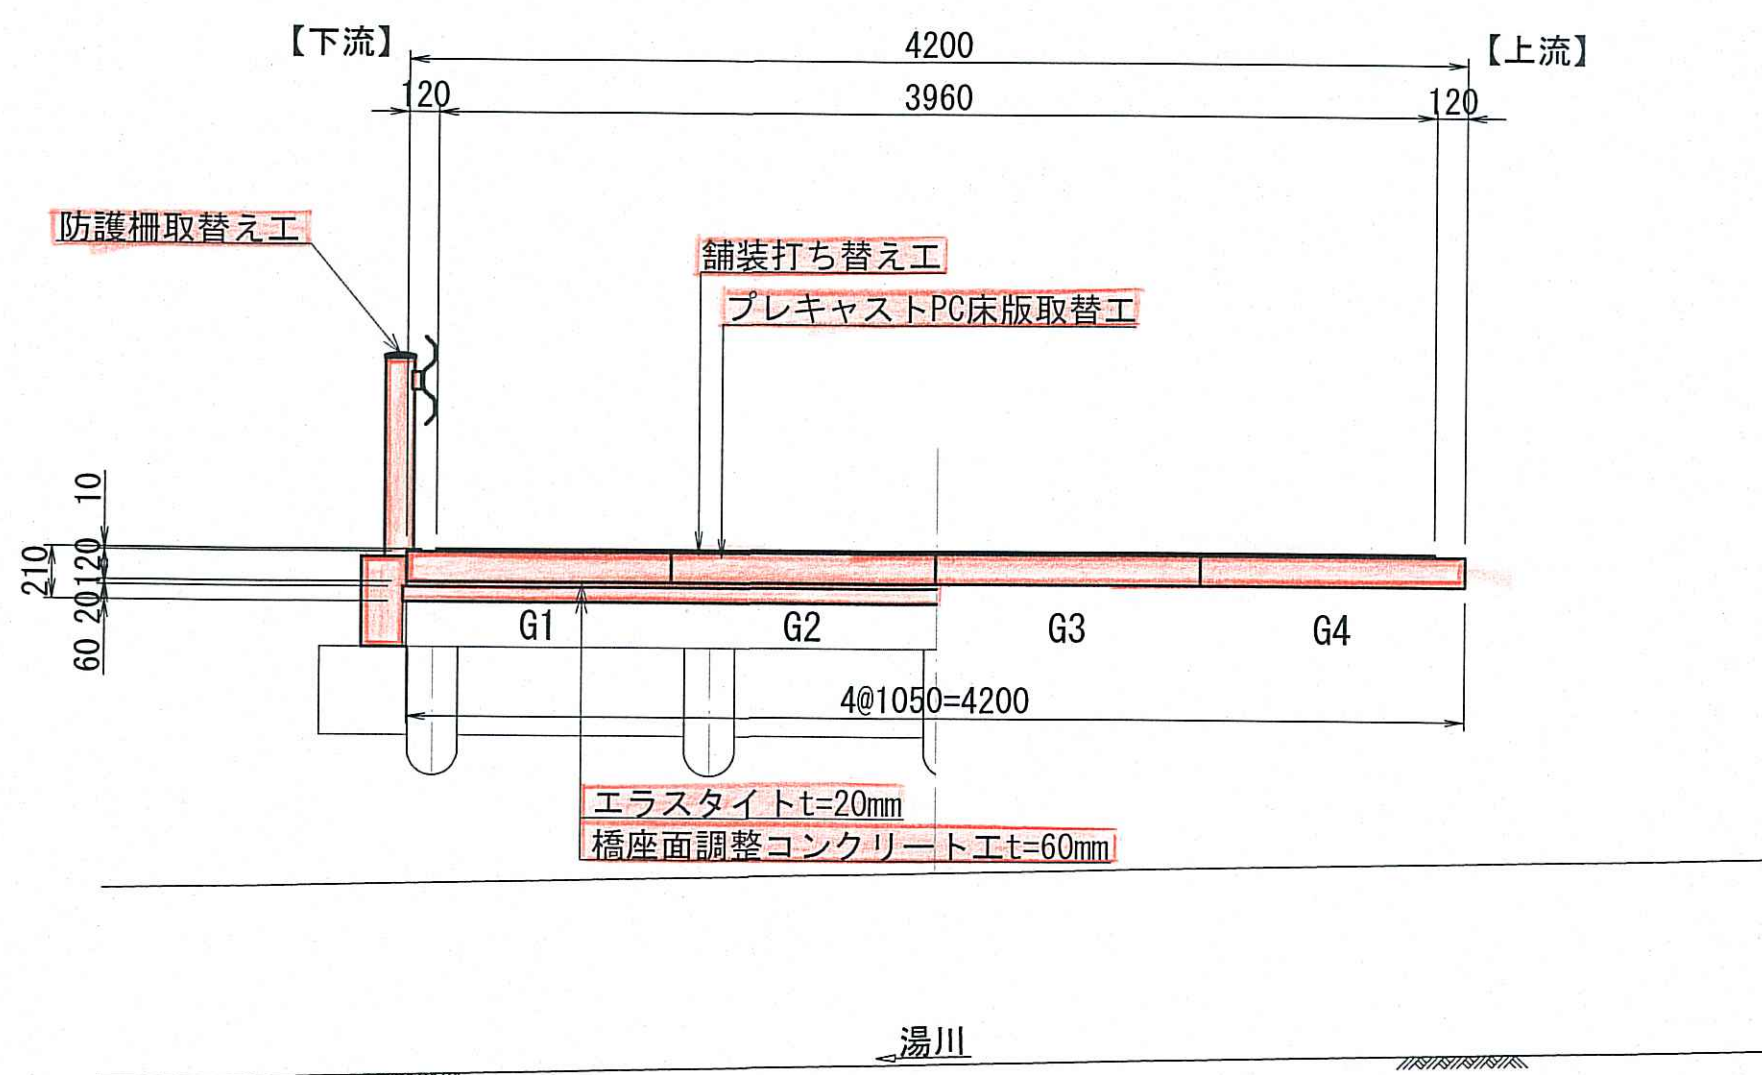 【下流】
4200
【上流】
120
3960
120
防護柵取替え工
舗装打ち替え工
プレキャストPC床版取替工
10
120
210
20
60
G1
G2
G3
G4
4@1050=4200
エラスタイトt=20mm
橋座面調整コンクリート工t=60mm
湯川